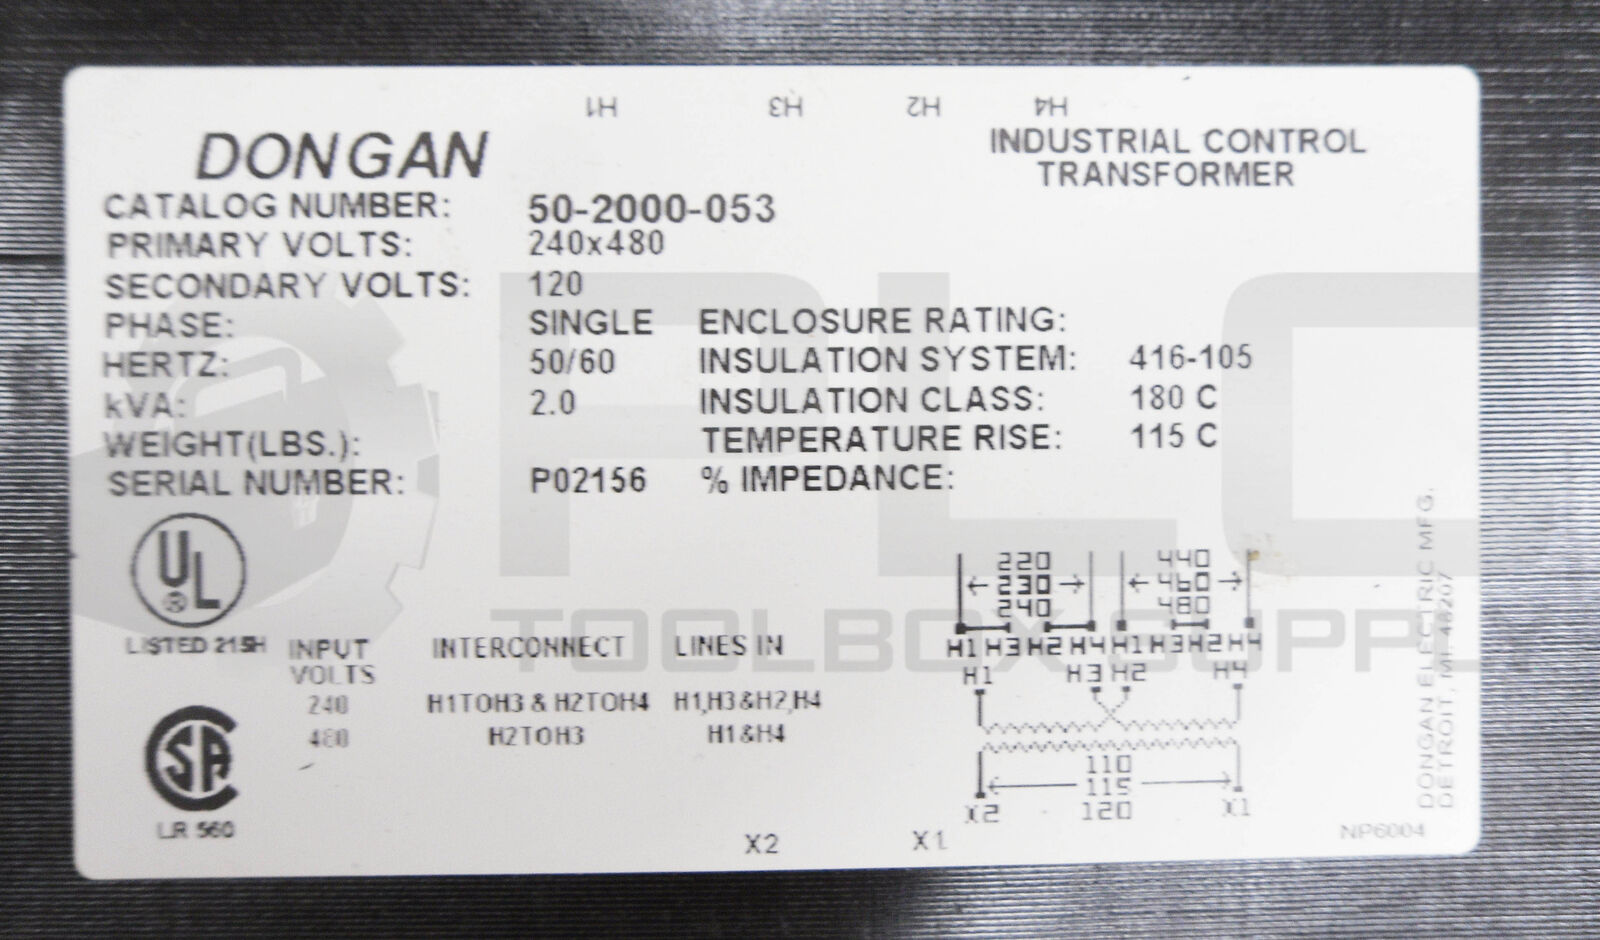 H1 H3 H2 H4
DONGAN
INDUSTRIAL CONTROL
TRANSFORMER
CATALOG NUMBER: 50-2000-053
PRIMARY VOLTS: 240x480
SECONDARY VOLTS: 120
PHASE: SINGLE ENCLOSURE RATING:
HERTZ: 50/60 INSULATION SYSTEM: 416-105
kVA: 2.0 INSULATION CLASS: 180 C
WEIGHT(LBS.): TEMPERATURE RISE: 115 C
SERIAL NUMBER: P02156 % IMPEDANCE:
PLC
TOOLBOX SUPPLY
UL
®
LISTED 215H
INPUT VOLTS INTERCONNECT LINES IN
240 H1TOH3 & H2TOH4 H1,H3&H2,H4
480 H2TOH3 H1&H4
SA
LR 560
220 440
230 460
240 480
H1 H3 H2 H4 H1 H3 H2 H4
H1 H3 H2 H4
110
115
X2 120 X1
X2 X1
DONGAN ELECTRIC MFG.
DETROIT, MI. 48207
NP6004